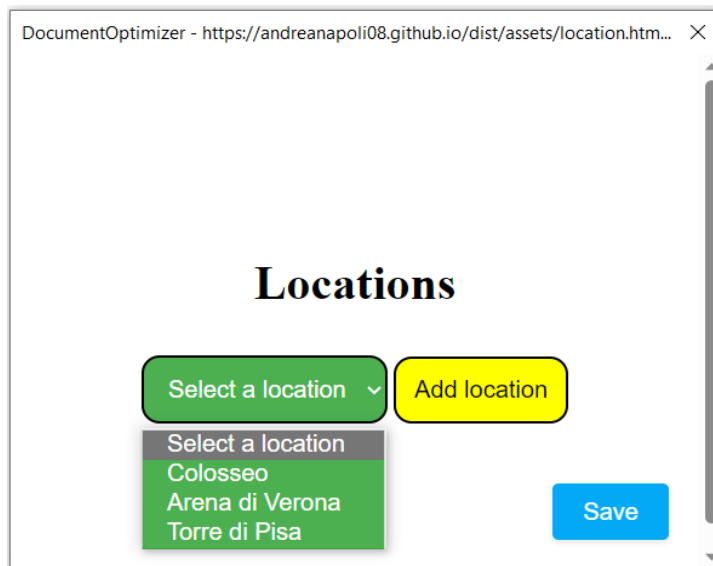 DocumentOptimizer - https://andreanapoli08.github.io/dist/assets/location.htm...
Locations
Select a location
Add location
Select a location
Colosseo
Arena di Verona
Torre di Pisa
Save